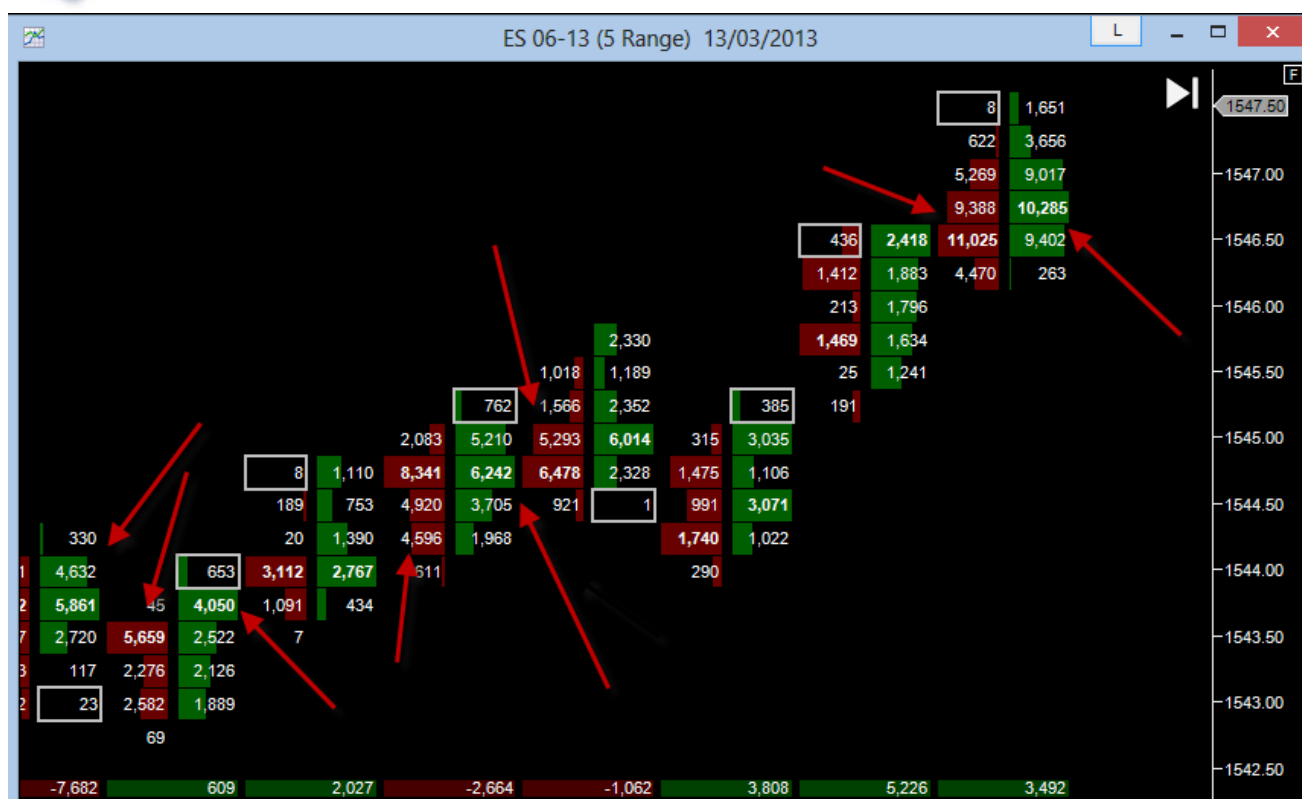 ES 06-13 (5 Range) 13/03/2013
L
F
8 1,651 1547.50
622 3,656
5,269 9,017 1547.00
9,388 10,285
436 2,418 11,025 9,402 1546.50
1,412 1,883 4,470 263
213 1,796 1546.00
2,330 1,469 1,634
1,018 1,189 25 1,241 1545.50
762 1,566 2,352 385 191
2,083 5,210 5,293 6,014 315 3,035 1545.00
8 1,110 8,341 6,242 6,478 2,328 1,475 1,106
189 753 4,920 3,705 921 1 991 3,071 1544.50
330 20 1,390 4,596 1,968 1,740 1,022
1 4,632 653 3,112 2,767 611 290 1544.00
2 5,861 45 4,050 1,091 434
7 2,720 5,659 2,522 7 1543.50
3 117 2,276 2,126
2 23 2,582 1,889 1543.00
69
1542.50
-7,682 609 2,027 -2,664 -1,062 3,808 5,226 3,492